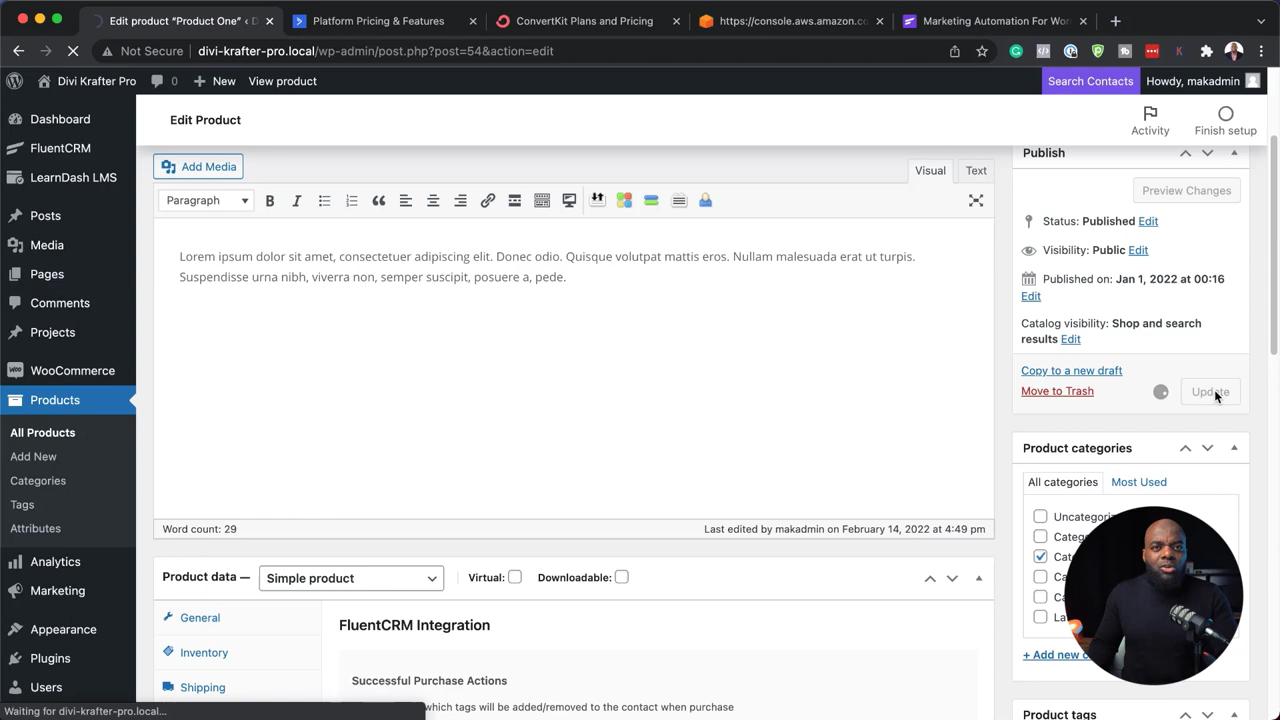 Edit product “Product One” ‹ D
Platform Pricing & Features
ConvertKit Plans and Pricing
https://console.aws.amazon.co
Marketing Automation For Wor
Not Secure
divi-krafter-pro.local/wp-admin/post.php?post=54&action=edit
Divi Krafter Pro
0
New
View product
Search Contacts
Howdy, makadmin
Dashboard
FluentCRM
LearnDash LMS
Posts
Media
Pages
Comments
Projects
WooCommerce
Products
All Products
Add New
Categories
Tags
Attributes
Analytics
Marketing
Appearance
Plugins
Users
Edit Product
Activity
Finish setup
Add Media
Visual
Text
Paragraph
Lorem ipsum dolor sit amet, consectetuer adipiscing elit. Donec odio. Quisque volutpat mattis eros. Nullam malesuada erat ut turpis.
Suspendisse urna nibh, viverra non, semper suscipit, posuere a, pede.
Word count: 29
Last edited by makadmin on February 14, 2022 at 4:49 pm
Product data —
Simple product
Virtual:
Downloadable:
General
Inventory
Shipping
FluentCRM Integration
Successful Purchase Actions
which tags will be added/removed to the contact when purchase
Publish
Preview Changes
Status: Published Edit
Visibility: Public Edit
Published on: Jan 1, 2022 at 00:16
Edit
Catalog visibility: Shop and search
results Edit
Copy to a new draft
Move to Trash
Update
Product categories
All categories
Most Used
Uncategoriz
Categ
Cate
Ca
Ca
La
+ Add new c
Product tags
Waiting for divi-krafter-pro.local...